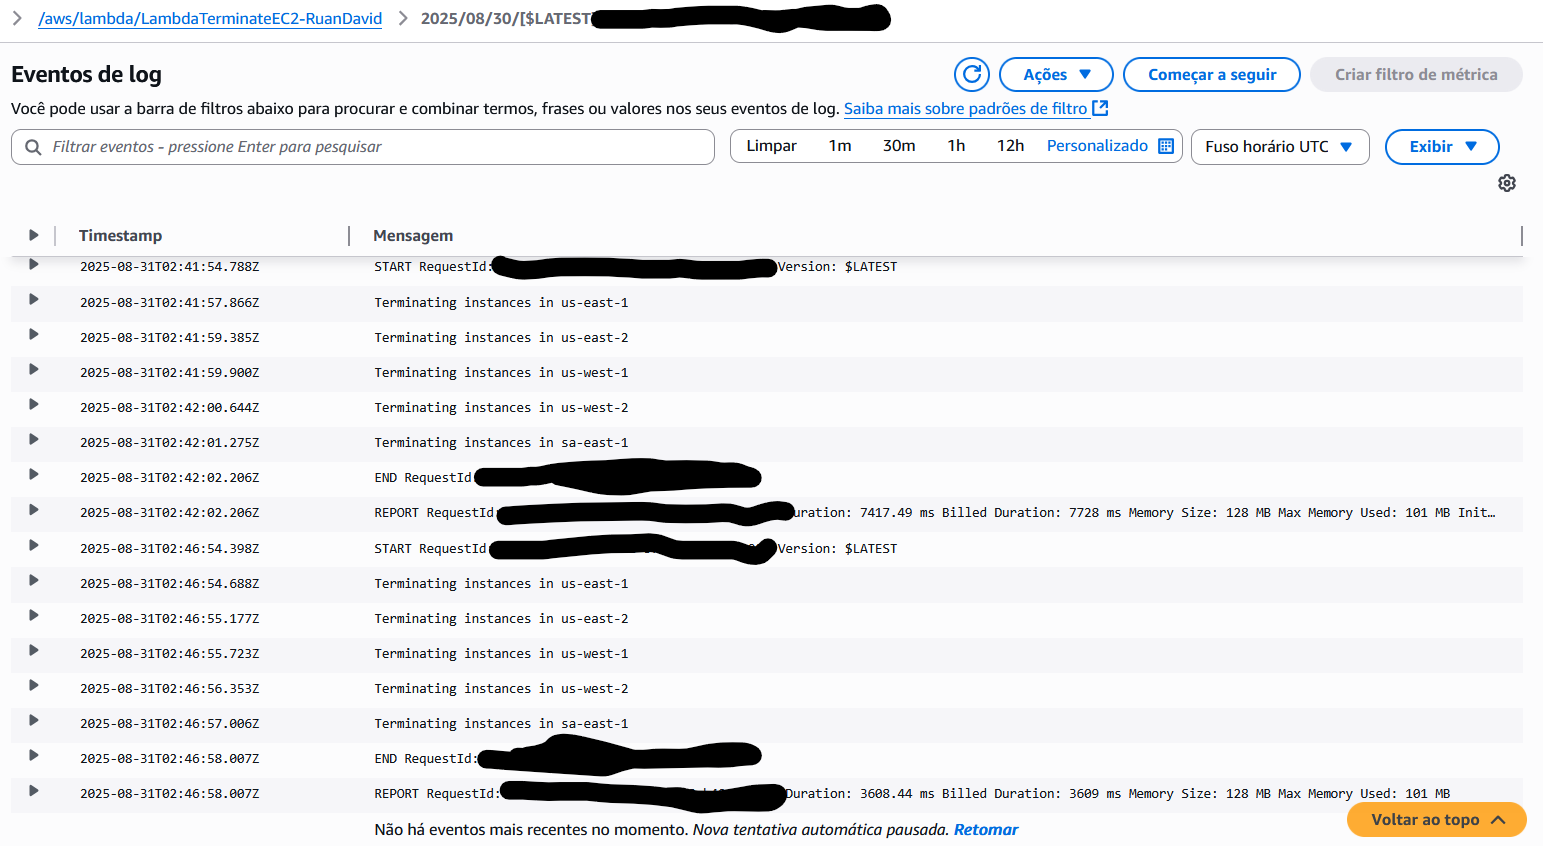 /aws/lambda/LambdaTerminateEC2-RuanDavid 2025/08/30/[$LATEST
Eventos de log
Ações Começar a seguir Criar filtro de métrica
Você pode usar a barra de filtros abaixo para procurar e combinar termos, frases ou valores nos seus eventos de log. Saiba mais sobre padrões de filtro
Filtrar eventos - pressione Enter para pesquisar Limpar 1m 30m 1h 12h Personalizado Fuso horário UTC Exibir
Timestamp Mensagem
2025-08-31T02:41:54.788Z START RequestId: Version: $LATEST
2025-08-31T02:41:57.866Z Terminating instances in us-east-1
2025-08-31T02:41:59.385Z Terminating instances in us-east-2
2025-08-31T02:41:59.900Z Terminating instances in us-west-1
2025-08-31T02:42:00.644Z Terminating instances in us-west-2
2025-08-31T02:42:01.275Z Terminating instances in sa-east-1
2025-08-31T02:42:02.206Z END RequestId
2025-08-31T02:42:02.206Z REPORT RequestId: uration: 7417.49 ms Billed Duration: 7728 ms Memory Size: 128 MB Max Memory Used: 101 MB Init…
2025-08-31T02:46:54.398Z START RequestId: Version: $LATEST
2025-08-31T02:46:54.688Z Terminating instances in us-east-1
2025-08-31T02:46:55.177Z Terminating instances in us-east-2
2025-08-31T02:46:55.723Z Terminating instances in us-west-1
2025-08-31T02:46:56.353Z Terminating instances in us-west-2
2025-08-31T02:46:57.006Z Terminating instances in sa-east-1
2025-08-31T02:46:58.007Z END RequestId:
2025-08-31T02:46:58.007Z REPORT RequestId: Duration: 3608.44 ms Billed Duration: 3609 ms Memory Size: 128 MB Max Memory Used: 101 MB
Não há eventos mais recentes no momento. Nova tentativa automática pausada. Retomar
Voltar ao topo